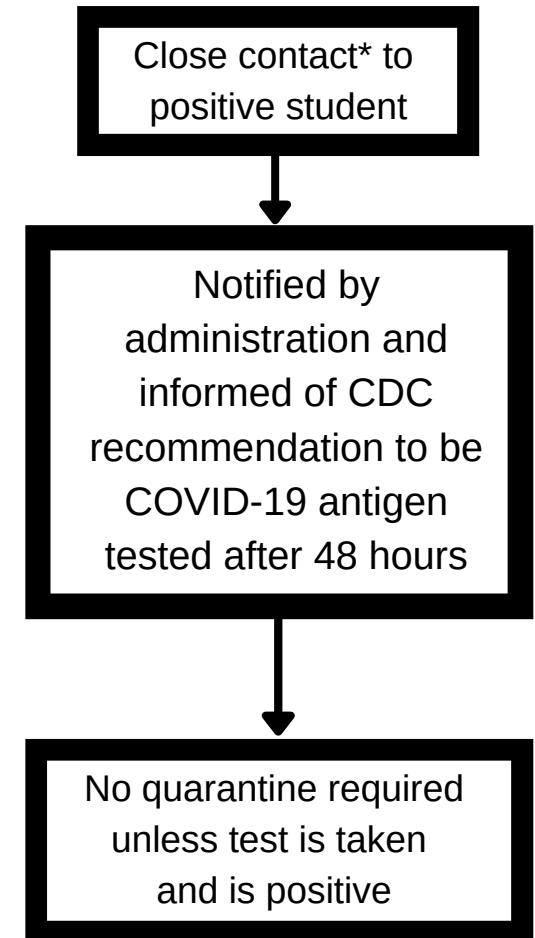 Close contact* to
positive student
Notified by
administration and
informed of CDC
recommendation to be
COVID-19 antigen
tested after 48 hours
No quarantine required
unless test is taken
and is positive